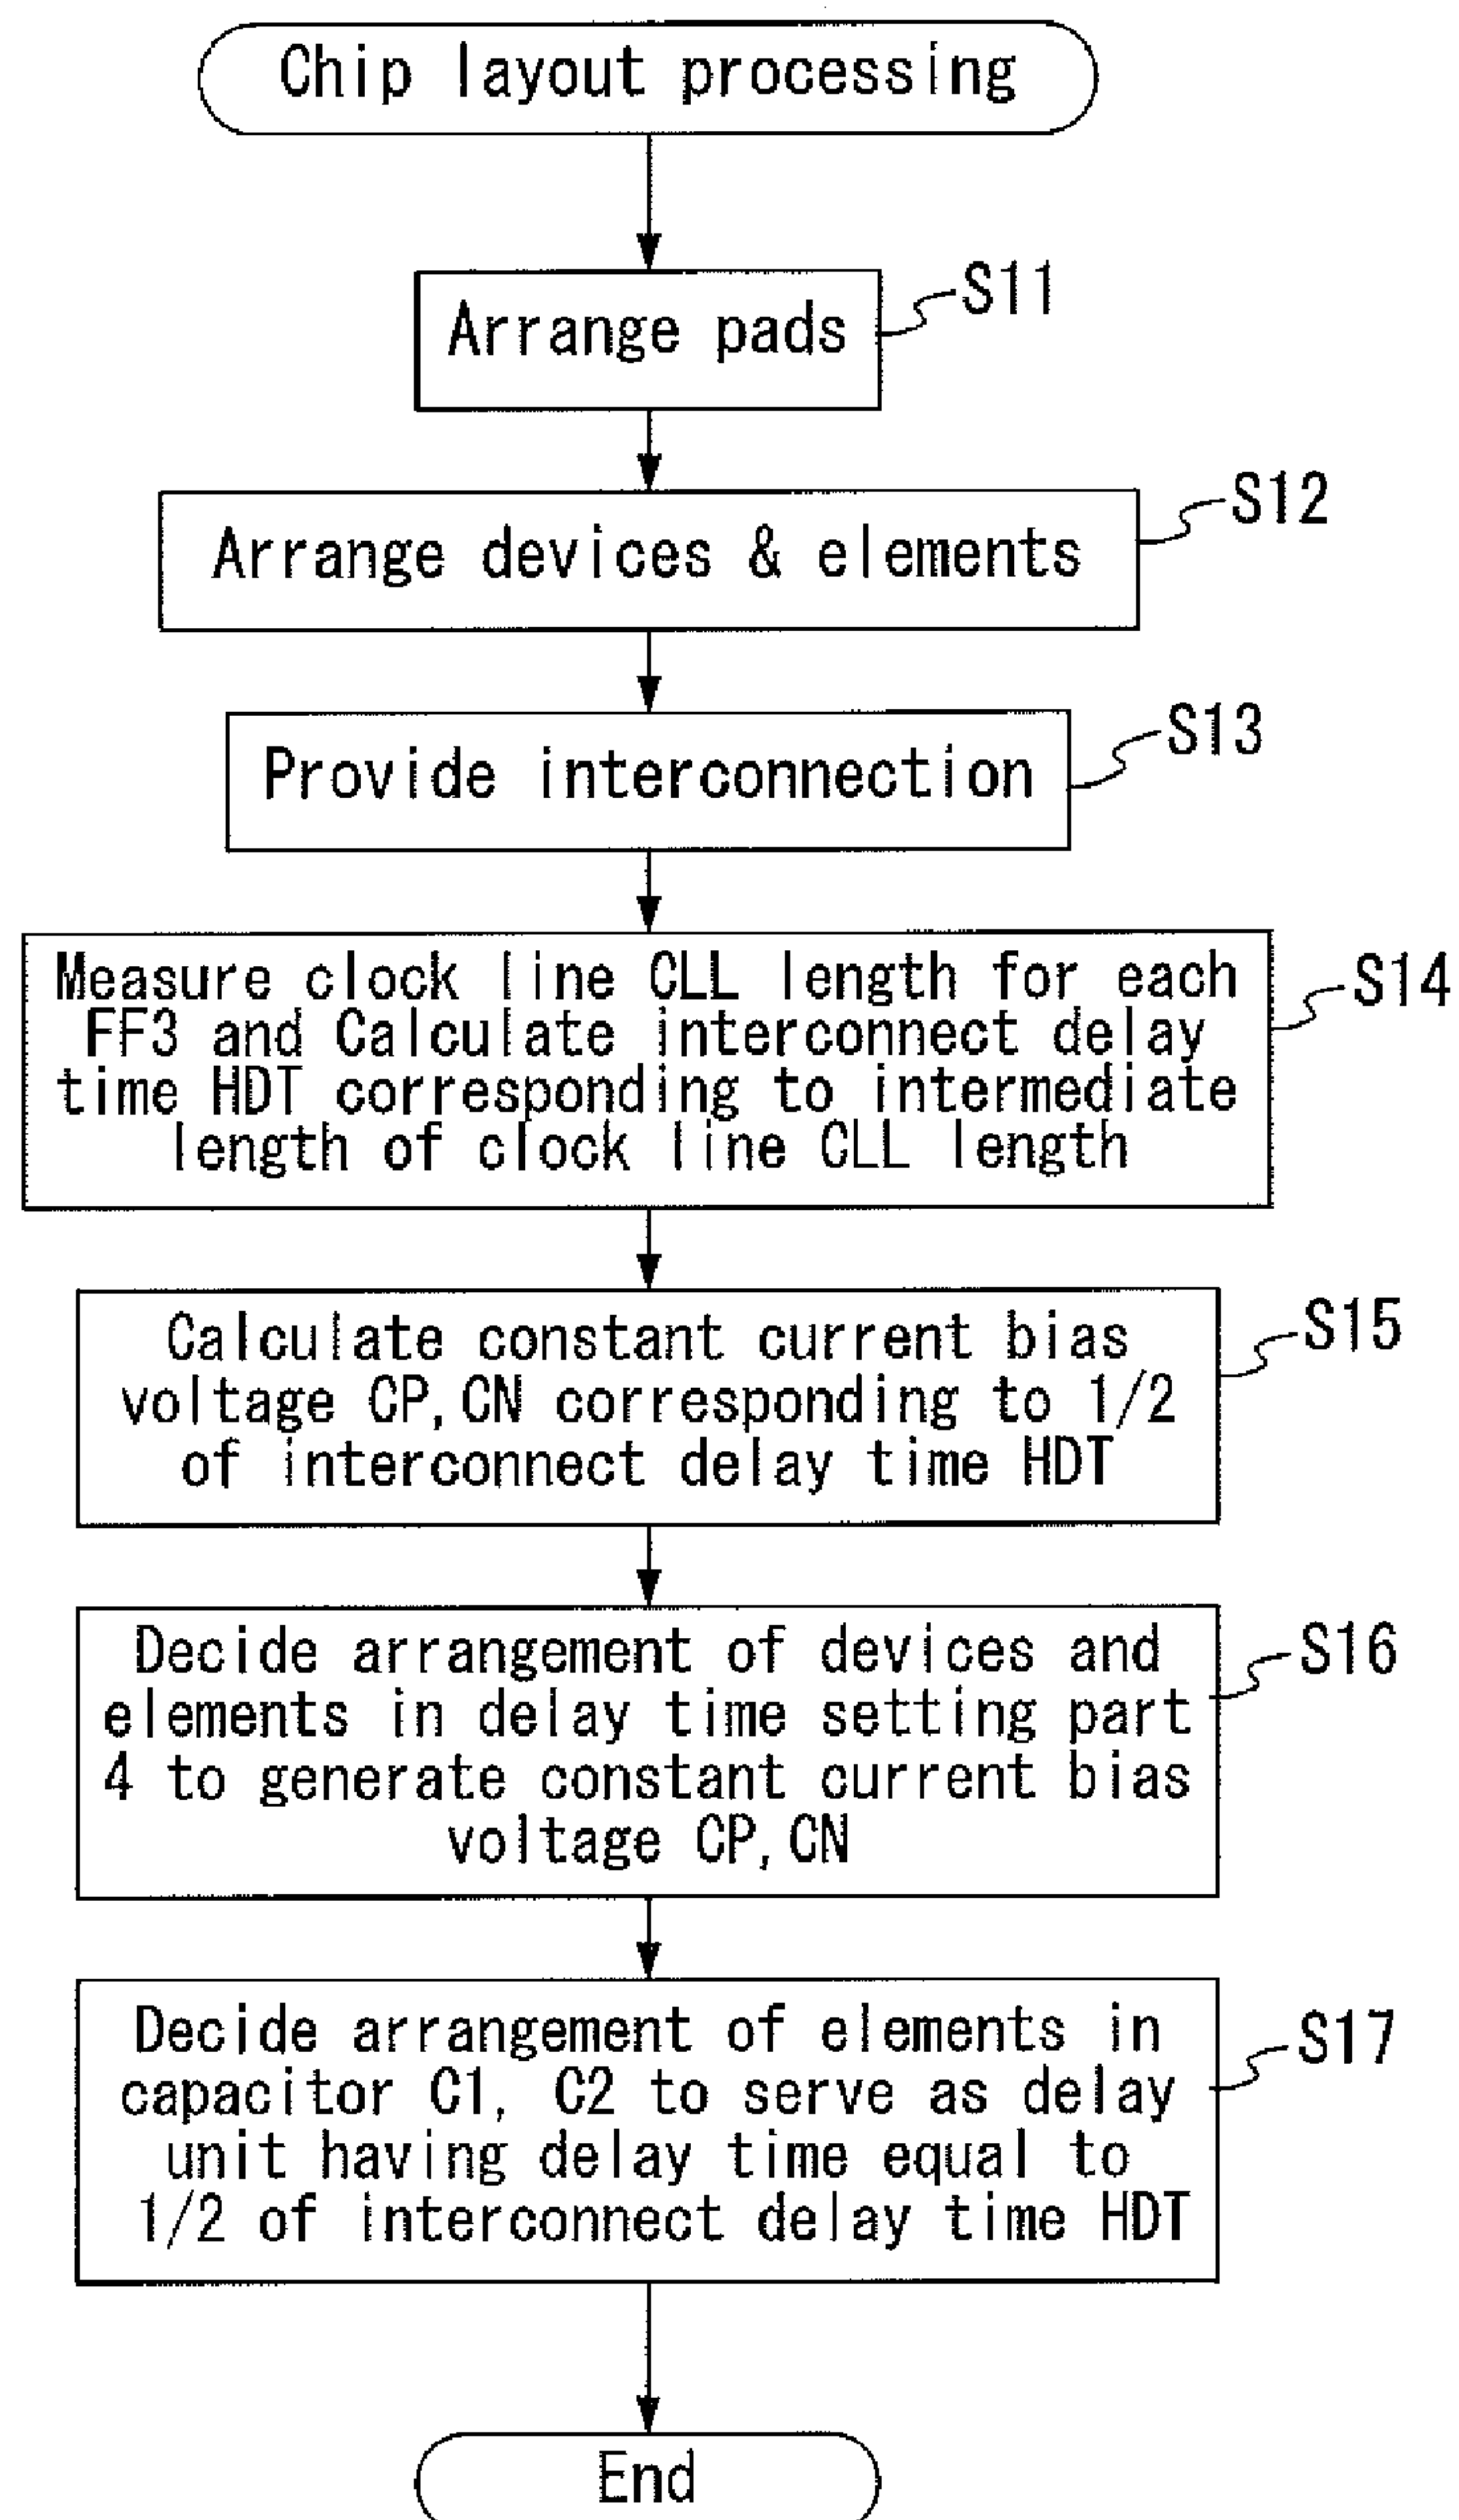 Chip layout processing
S11
Arrange pads
S12
Arrange devices & elements
S13
Provide interconnection
S14
Measure clock line CLL length for each
FF3 and Calculate interconnect delay
time HDT corresponding to intermediate
length of clock line CLL length
S15
Calculate constant current bias
voltage CP,CN corresponding to 1/2
of interconnect delay time HDT
S16
Decide arrangement of devices and
elements in delay time setting part
4 to generate constant current bias
voltage CP,CN
S17
Decide arrangement of elements in
capacitor C1, C2 to serve as delay
unit having delay time equal to
1/2 of interconnect delay time HDT
End